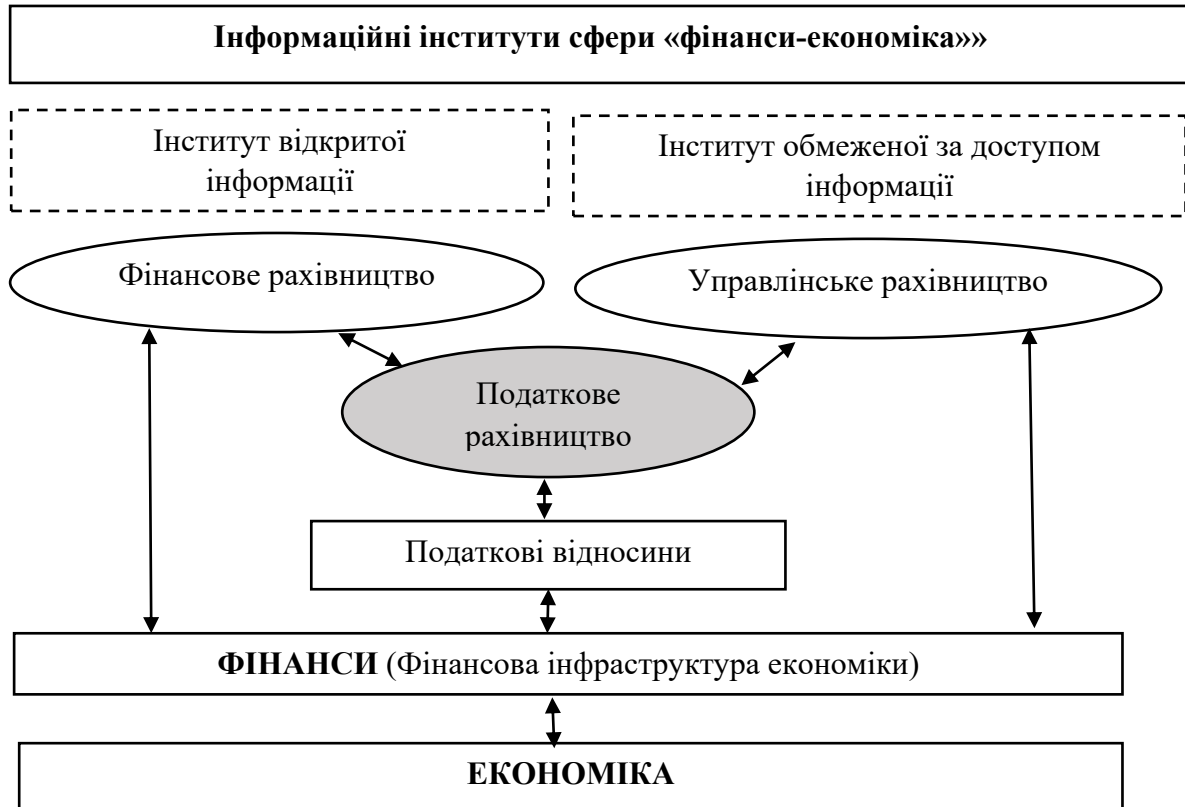 Інформаційні інститути сфери «фінанси-економіка»»
Інститут відкритої
інформації
Інститут обмеженої за доступом
інформації
Фінансове рахівництво
Управлінське рахівництво
Податкове
рахівництво
Податкові відносини
ФІНАНСИ (Фінансова інфраструктура економіки)
ЕКОНОМІКА